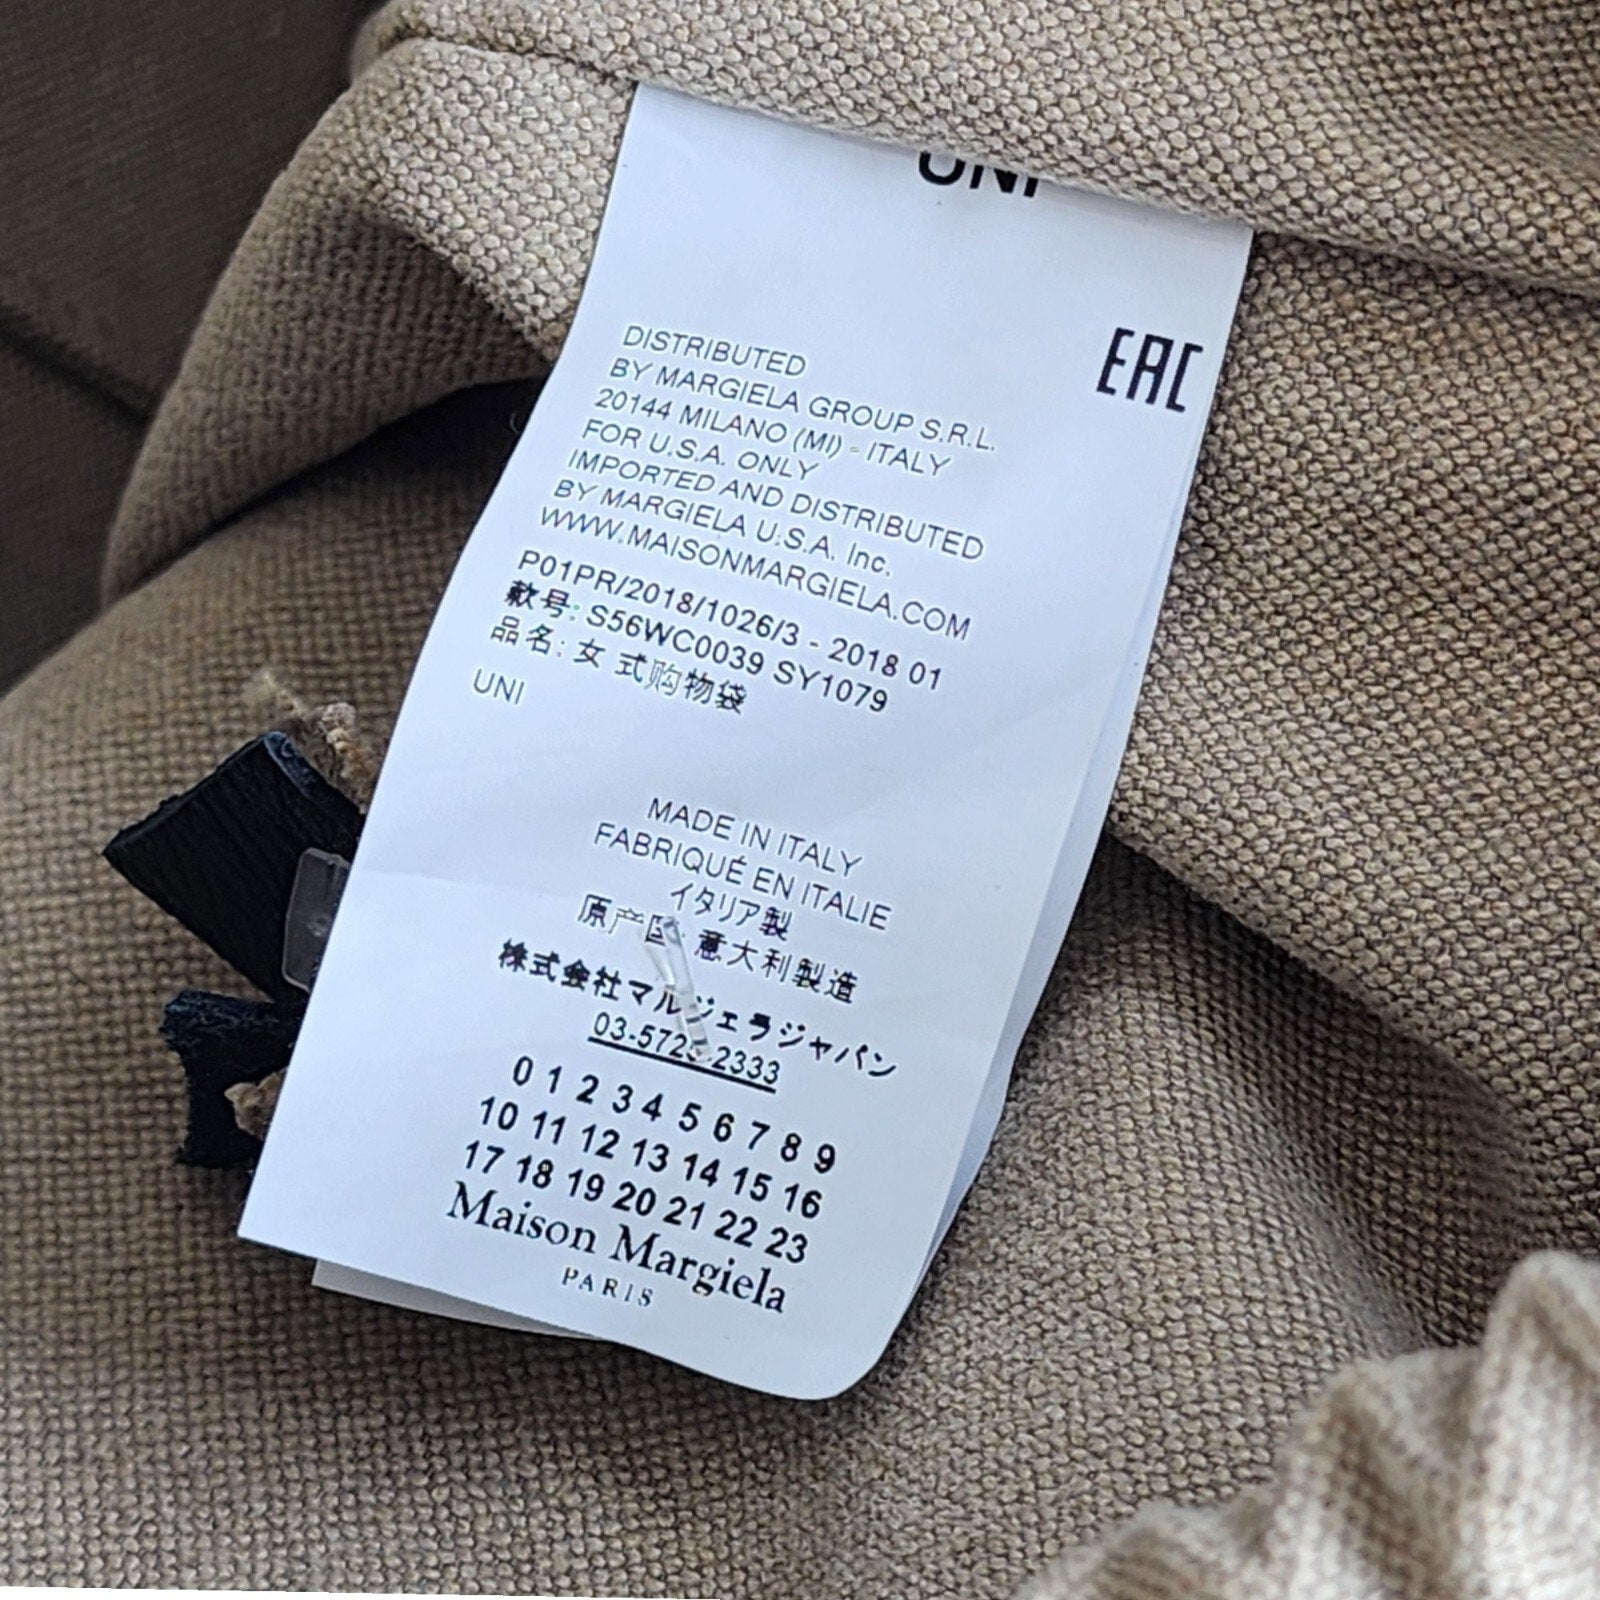 UNI
DISTRIBUTED
BY MARGIELA GROUP S.R.L.
20144 MILANO (MI) - ITALY
FOR U.S.A. ONLY
IMPORTED AND DISTRIBUTED
BY MARGIELA U.S.A. Inc.
WWW.MAISONMARGIELA.COM
EAC
P01PR/2018/1026/3 - 2018 01
款号: S56WC0039 SY1079
品名: 女 式购物袋
UNI
MADE IN ITALY
FABRIQUÉ EN ITALIE
イタリア製
原产国: 意大利製造
株式会社マルジェラジャパン
03-5725-2333
0 1 2 3 4 5 6 7 8 9
10 11 12 13 14 15 16
17 18 19 20 21 22 23
Maison Margiela
PARIS